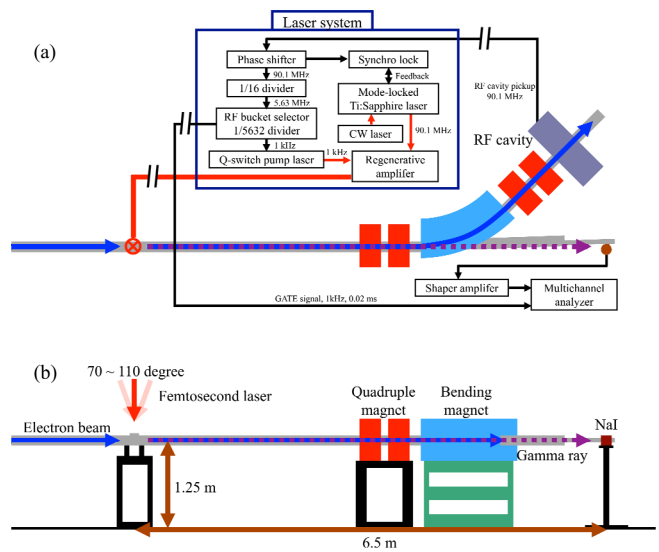 Laser system
(a)
Phase shifter
Synchro lock
90.1 MHz
Feedback
1/16 divider
Mode-locked
Ti:Sapphire laser
5.63 MHz
RF bucket selector
1/5632 divider
CW laser
90.1 MHz
1 kHz
Q-switch pump laser
1 kHz
Regenerative
amplifer
RF cavity pickup
90.1 MHz
RF cavity
Shaper amplifer
Multichannel
analyzer
GATE signal, 1kHz, 0.02 ms
(b)
70 ~ 110 degree
Femtosecond laser
Electron beam
Quadruple
magnet
Bending
magnet
NaI
Gamma ray
1.25 m
6.5 m